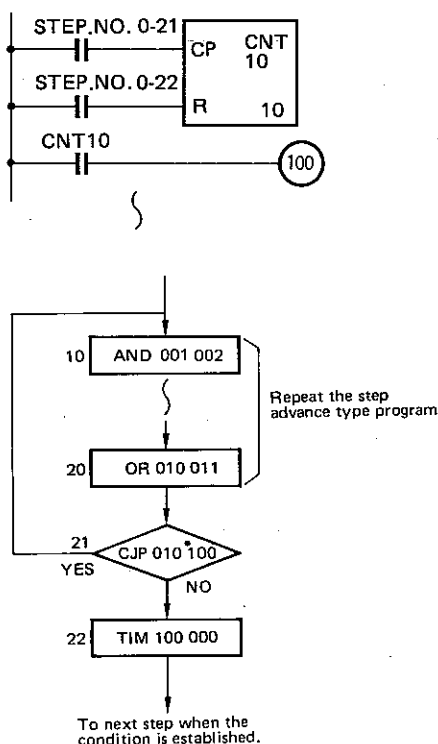 STEP.NO. 0-21
CP CNT
10
STEP.NO. 0-22
R 10
CNT10
100
10 AND 001 002
Repeat the step
advance type program
20 OR 010 011
21
CJP 010 * 100
YES
NO
22 TIM 100 000
To next step when the
condition is established.